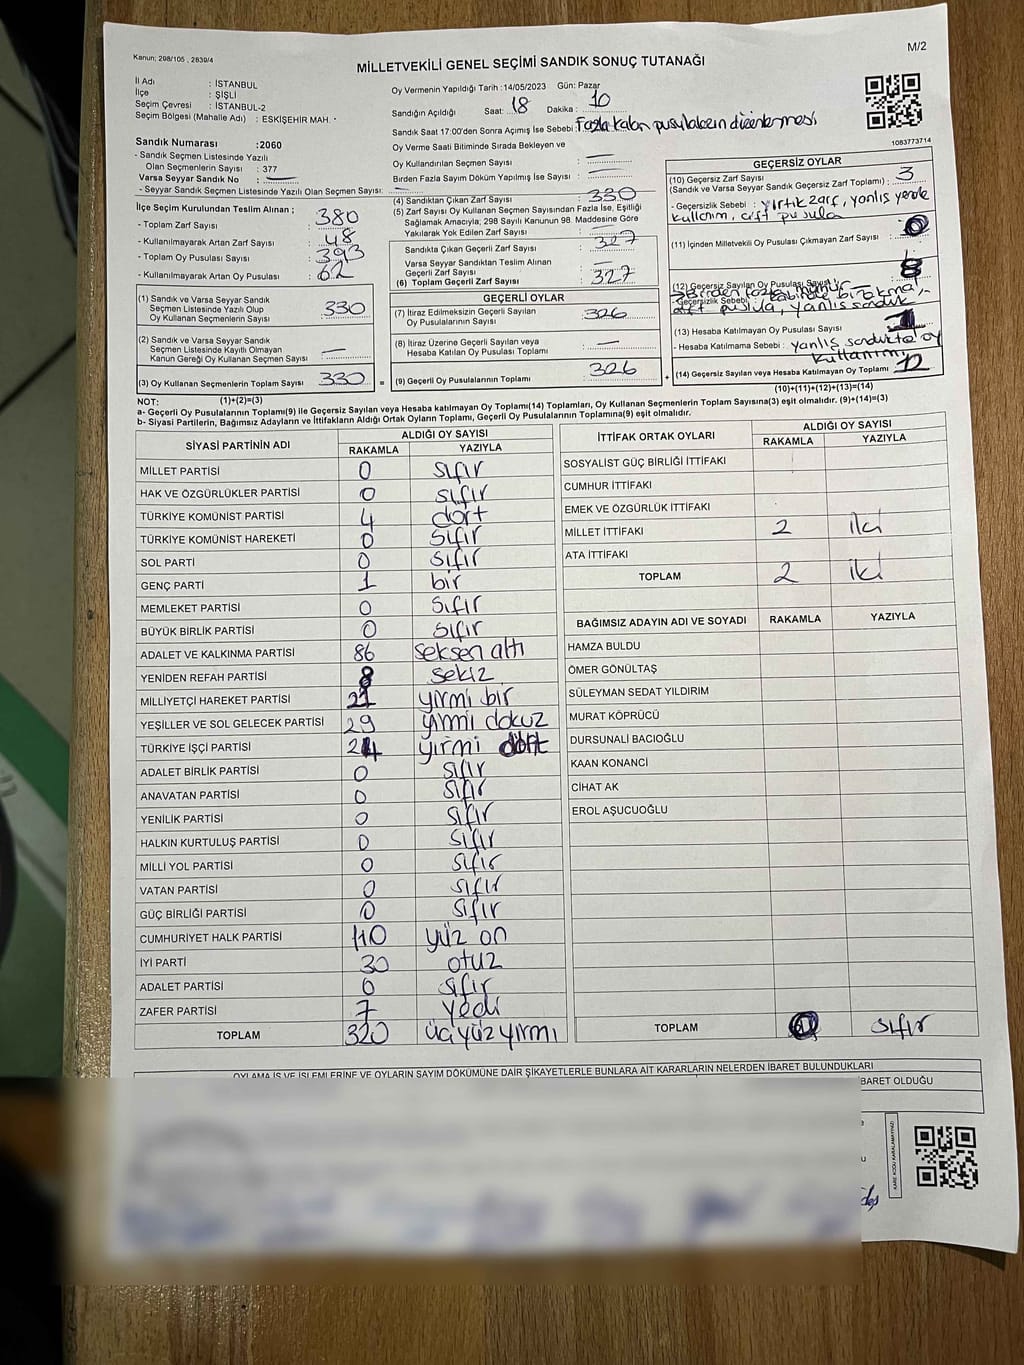 Kanun: 298/105 , 2839/4
M/2
MİLLETVEKİLİ GENEL SEÇİMİ SANDIK SONUÇ TUTANAĞI
İl Adı : İSTANBUL
İlçe : ŞİŞLİ
Seçim Çevresi : İSTANBUL-2
Seçim Bölgesi (Mahalle Adı) : ESKİŞEHİR MAH. -
Sandık Numarası :2060
- Sandık Seçmen Listesinde Yazılı
Olan Seçmenlerin Sayısı : 377
Varsa Seyyar Sandık No : —
- Seyyar Sandık Seçmen Listesinde Yazılı Olan Seçmen Sayısı: —
Oy Vermenin Yapıldığı Tarih :14/05/2023 Gün: Pazar
Sandığın Açıldığı Saat: 18 Dakika : 10
Sandık Saat 17:00'den Sonra Açımış İse Sebebi : Fazla kalan pusulaların düzenlenmesi
Oy Verme Saati Bitiminde Sırada Bekleyen ve
Oy Kullandırılan Seçmen Sayısı : —
Birden Fazla Sayım Döküm Yapılmış İse Sayısı : —
1083773714
İlçe Seçim Kurulundan Teslim Alınan ;
- Toplam Zarf Sayısı : 380
- Kullanılmayarak Artan Zarf Sayısı : 48
- Toplam Oy Pusulası Sayısı : 393
- Kullanılmayarak Artan Oy Pusulası : 62
(1) Sandık ve Varsa Seyyar Sandık
Seçmen Listesinde Yazılı Olup
Oy Kullanan Seçmenlerin Sayısı : 330
(2) Sandık ve Varsa Seyyar Sandık
Seçmen Listesinde Kayıtlı Olmayan
Kanun Gereği Oy Kullanan Seçmen Sayısı : —
(3) Oy Kullanan Seçmenlerin Toplam Sayısı : 330
(1)+(2)=(3)
(4) Sandıktan Çıkan Zarf Sayısı : 330
(5) Zarf Sayısı Oy Kullanan Seçmen Sayısından Fazla İse, Eşitliği
Sağlamak Amacıyla; 298 Sayılı Kanunun 98. Maddesine Göre
Yakılarak Yok Edilen Zarf Sayısı : —
Sandıkta Çıkan Geçerli Zarf Sayısı : 327
Varsa Seyyar Sandıktan Teslim Alınan
Geçerli Zarf Sayısı : —
(6) Toplam Geçerli Zarf Sayısı : 327
GEÇERLİ OYLAR
(7) İtiraz Edilmeksizin Geçerli Sayılan
Oy Pusulalarının Sayısı : 326
(8) İtiraz Üzerine Geçerli Sayılan veya
Hesaba Katılan Oy Pusulası Toplamı : —
= (9) Geçerli Oy Pusulalarının Toplamı : 326 +
GEÇERSİZ OYLAR
(10) Geçersiz Zarf Sayısı
(Sandık ve Varsa Seyyar Sandık Geçersiz Zarf Toplamı) : 3
- Geçersizlik Sebebi : yırtık zarf, yanlış yerde
kullanım, çift pusula
(11) İçinden Milletvekili Oy Pusulası Çıkmayan Zarf Sayısı : 0
(12) Geçersiz Sayılan Oy Pusulası Sayısı : 8
- Geçersizlik Sebebi : Birden fazla mühür,
çift pusula, yanlış sandık
(13) Hesaba Katılmayan Oy Pusulası Sayısı : 1
- Hesaba Katılmama Sebebi : yanlış sandıkta oy
kullanımı
(14) Geçersiz Sayılan veya Hesaba Katılmayan Oy Toplamı : 12
(10)+(11)+(12)+(13)=(14)
NOT:
a- Geçerli Oy Pusulalarının Toplamı(9) ile Geçersiz Sayılan veya Hesaba katılmayan Oy Toplamı(14) Toplamları, Oy Kullanan Seçmenlerin Toplam Sayısına(3) eşit olmalıdır. (9)+(14)=(3)
b- Siyasi Partilerin, Bağımsız Adayların ve İttifakların Aldığı Ortak Oyların Toplamı, Geçerli Oy Pusulalarının Toplamına(9) eşit olmalıdır.
SİYASİ PARTİNİN ADI ALDIĞI OY SAYISI
RAKAMLA YAZIYLA
MİLLET PARTİSİ 0 sıfır
HAK VE ÖZGÜRLÜKLER PARTİSİ 0 sıfır
TÜRKİYE KOMÜNİST PARTİSİ 4 dört
TÜRKİYE KOMÜNİST HAREKETİ 0 sıfır
SOL PARTİ 0 sıfır
GENÇ PARTİ 1 bir
MEMLEKET PARTİSİ 0 sıfır
BÜYÜK BİRLİK PARTİSİ 0 sıfır
ADALET VE KALKINMA PARTİSİ 86 seksen altı
YENİDEN REFAH PARTİSİ 8 sekiz
MİLLİYETÇİ HAREKET PARTİSİ 21 yirmi bir
YEŞİLLER VE SOL GELECEK PARTİSİ 29 yirmi dokuz
TÜRKİYE İŞÇİ PARTİSİ 24 yirmi dört
ADALET BİRLİK PARTİSİ 0 sıfır
ANAVATAN PARTİSİ 0 sıfır
YENİLİK PARTİSİ 0 sıfır
HALKIN KURTULUŞ PARTİSİ 0 sıfır
MİLLİ YOL PARTİSİ 0 sıfır
VATAN PARTİSİ 0 sıfır
GÜÇ BİRLİĞİ PARTİSİ 0 sıfır
CUMHURİYET HALK PARTİSİ 110 yüz on
İYİ PARTİ 30 otuz
ADALET PARTİSİ 0 sıfır
ZAFER PARTİSİ 7 yedi
TOPLAM 320 üçyüz yirmi
İTTİFAK ORTAK OYLARI ALDIĞI OY SAYISI
RAKAMLA YAZIYLA
SOSYALİST GÜÇ BİRLİĞİ İTTİFAKI
CUMHUR İTTİFAKI
EMEK VE ÖZGÜRLÜK İTTİFAKI
MİLLET İTTİFAKI 2 iki
ATA İTTİFAKI
TOPLAM 2 iki
BAĞIMSIZ ADAYIN ADI VE SOYADI RAKAMLA YAZIYLA
HAMZA BULDU
ÖMER GÖNÜLTAŞ
SÜLEYMAN SEDAT YILDIRIM
MURAT KÖPRÜCÜ
DURSUNALİ BACIOĞLU
KAAN KONANCİ
CİHAT AK
EROL AŞUCUOĞLU
TOPLAM 0 sıfır
OYLAMA İŞ VE İŞLEMLERİNE VE OYLARIN SAYIM DÖKÜMÜNE DAİR ŞİKAYETLERLE BUNLARA AİT KARARLARIN NELERDEN İBARET BULUNDUKLARI
BARET OLDUĞU
KARE KODU KARALAMAYINIZ!